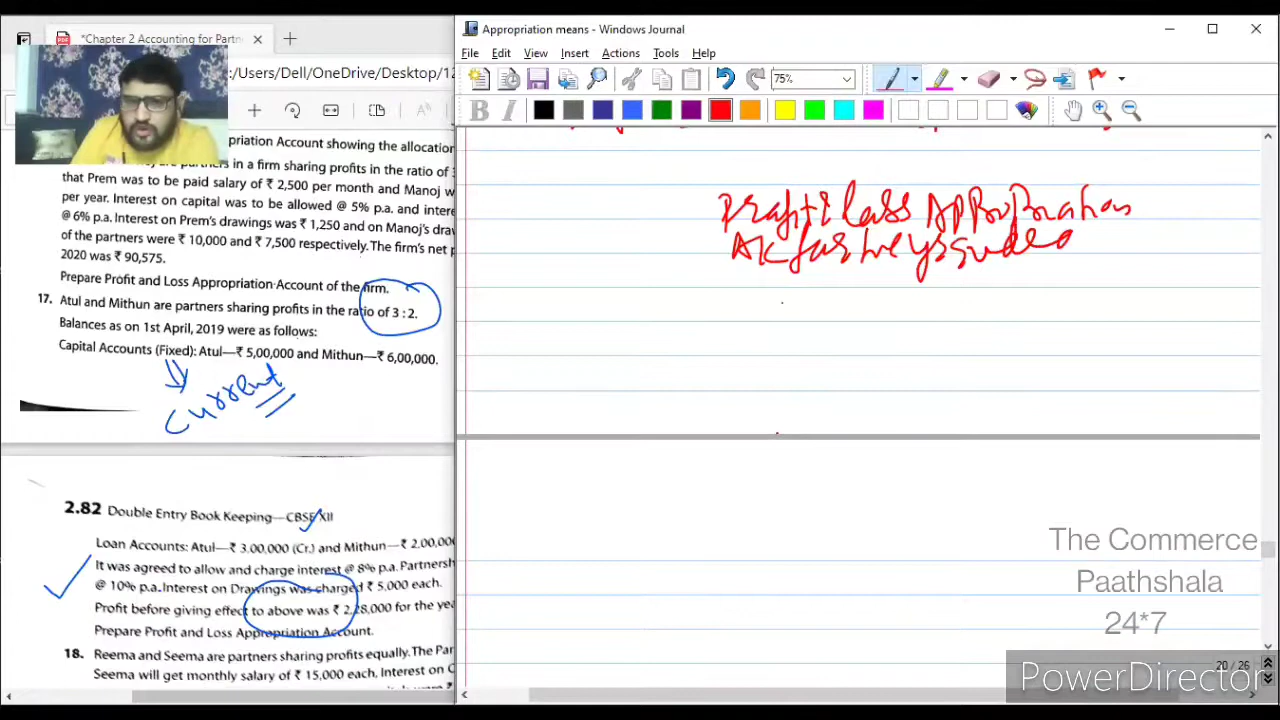 *Chapter 2 Accounting for Partn
:/Users/Dell/OneDrive/Desktop/12
priation Account showing the allocation
are partners in a firm sharing profits in the ratio of 3
that Prem was to be paid salary of ₹ 2,500 per month and Manoj w
per year. Interest on capital was to be allowed @ 5% p.a. and inter
@ 6% p.a. Interest on Prem's drawings was ₹ 1,250 and on Manoj's dra
of the partners were ₹ 10,000 and ₹ 7,500 respectively. The firm's net p
2020 was ₹ 90,575.
Prepare Profit and Loss Appropriation Account of the firm.
17. Atul and Mithun are partners sharing profits in the ratio of 3 : 2.
Balances as on 1st April, 2019 were as follows:
Capital Accounts (Fixed): Atul—₹ 5,00,000 and Mithun—₹ 6,00,000.
Current
2.82 Double Entry Book Keeping—CBSE XII
Loan Accounts: Atul—₹ 3,00,000 (Cr.) and Mithun—₹ 2,00,00
It was agreed to allow and charge interest @ 8% p.a. Partnersh
@ 10% p.a. Interest on Drawings was charged ₹ 5,000 each.
Profit before giving effect to above was ₹ 2,28,000 for the ye
Prepare Profit and Loss Appropriation Account.
18. Reema and Seema are partners sharing profits equally. The Par
Seema will get monthly salary of ₹ 15,000 each. Interest on C
Appropriation means - Windows Journal
File Edit View Insert Actions Tools Help
75%
B I
Profit & loss Appropriation
A/c for the y
The Commerce
Paathshala
24*7
20 / 26
PowerDirector